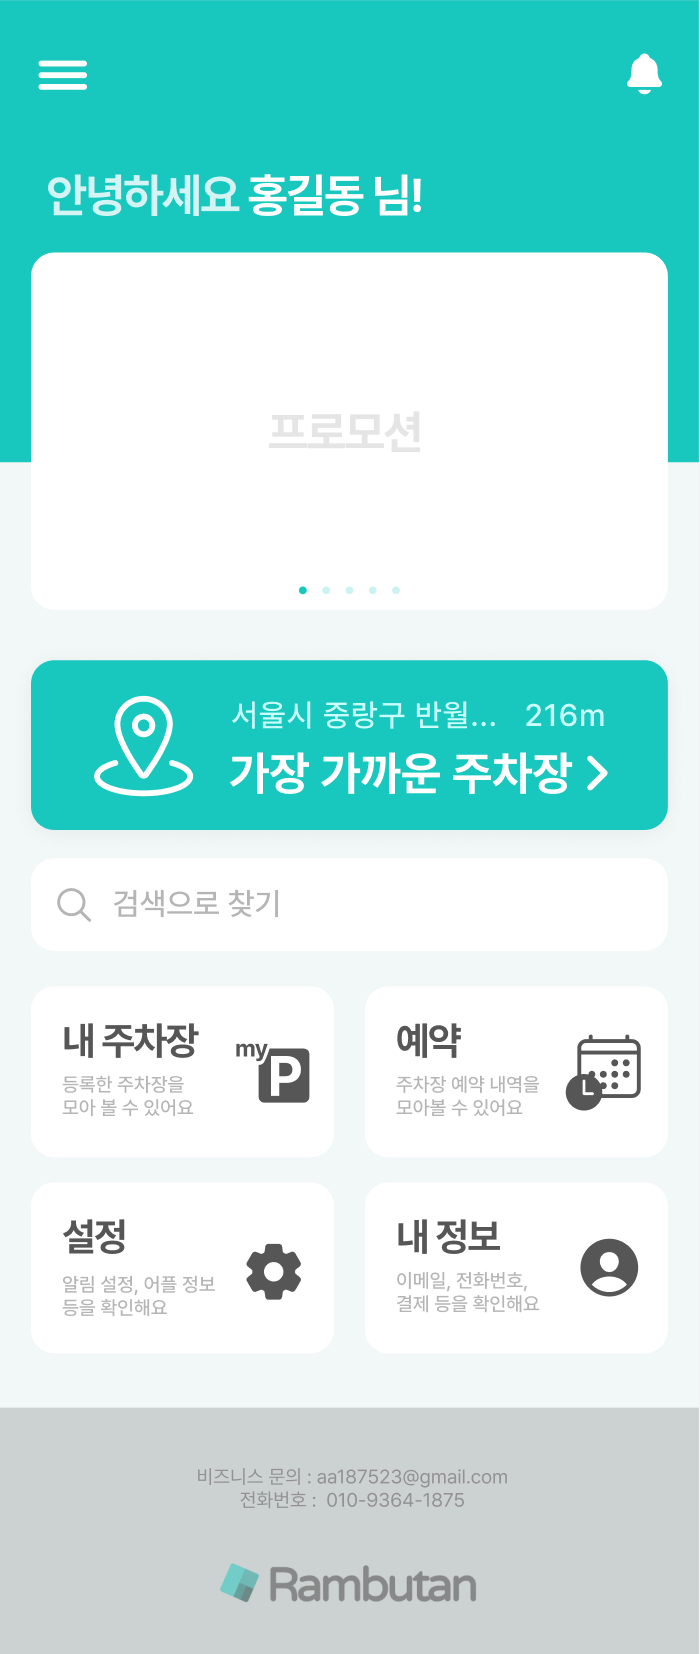 안녕하세요 홍길동 님!
프로모션
서울시 중랑구 반월... 216m
가장 가까운 주차장
검색으로 찾기
내 주차장
등록한 주차장을
모아 볼 수 있어요
my
P
예약
주차장 예약 내역을
모아볼 수 있어요
설정
알림 설정, 어플 정보
등을 확인해요
내 정보
이메일, 전화번호,
결제 등을 확인해요
비즈니스 문의 : aa187523@gmail.com
전화번호 : 010-9364-1875
Rambutan